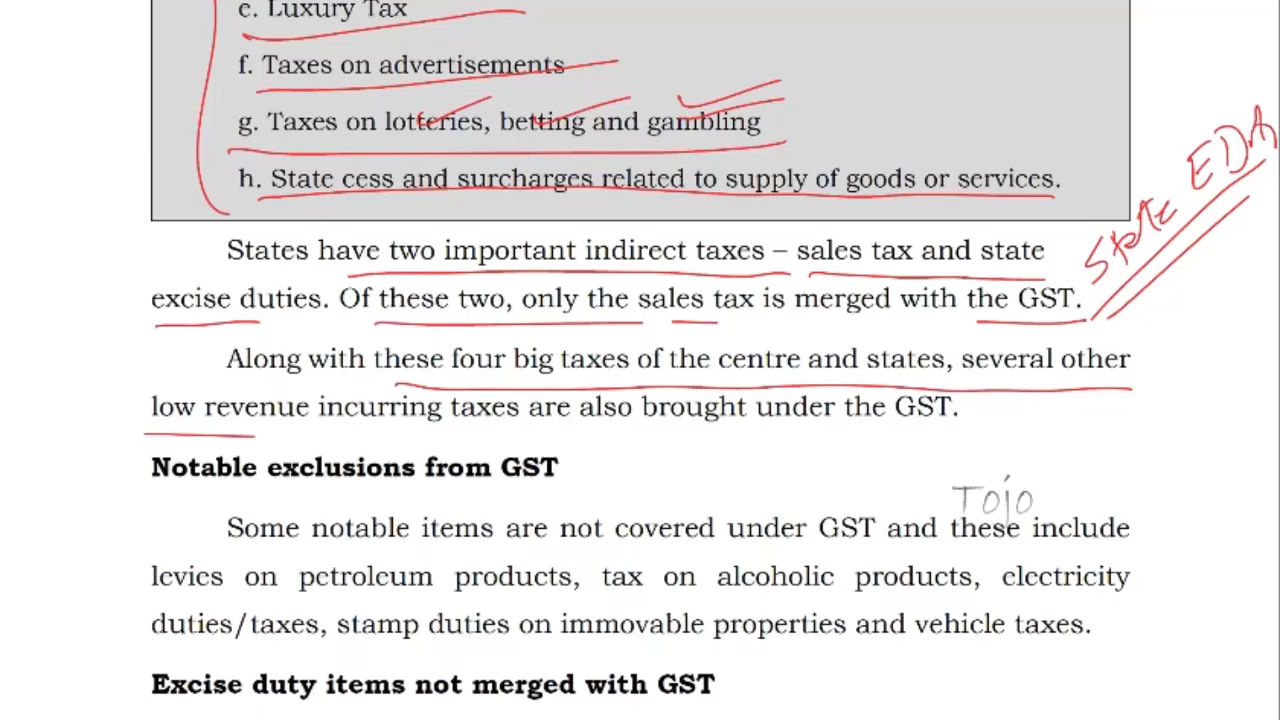 e. Luxury Tax
f. Taxes on advertisements
g. Taxes on lotteries, betting and gambling
h. State cess and surcharges related to supply of goods or services.
State EDA
States have two important indirect taxes – sales tax and state
excise duties. Of these two, only the sales tax is merged with the GST.
Along with these four big taxes of the centre and states, several other
low revenue incurring taxes are also brought under the GST.
Notable exclusions from GST
Tojo
Some notable items are not covered under GST and these include
levies on petroleum products, tax on alcoholic products, electricity
duties/taxes, stamp duties on immovable properties and vehicle taxes.
Excise duty items not merged with GST